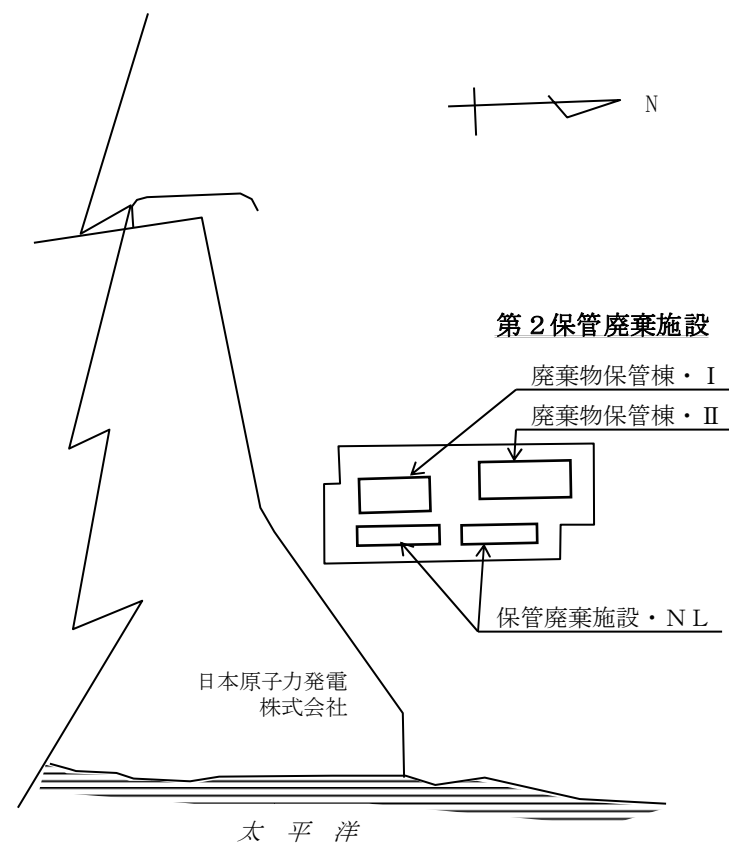 N
第2保管廃棄施設
廃棄物保管棟・Ⅰ
廃棄物保管棟・Ⅱ
保管廃棄施設・ＮＬ
日本原子力発電
株式会社
太 平 洋